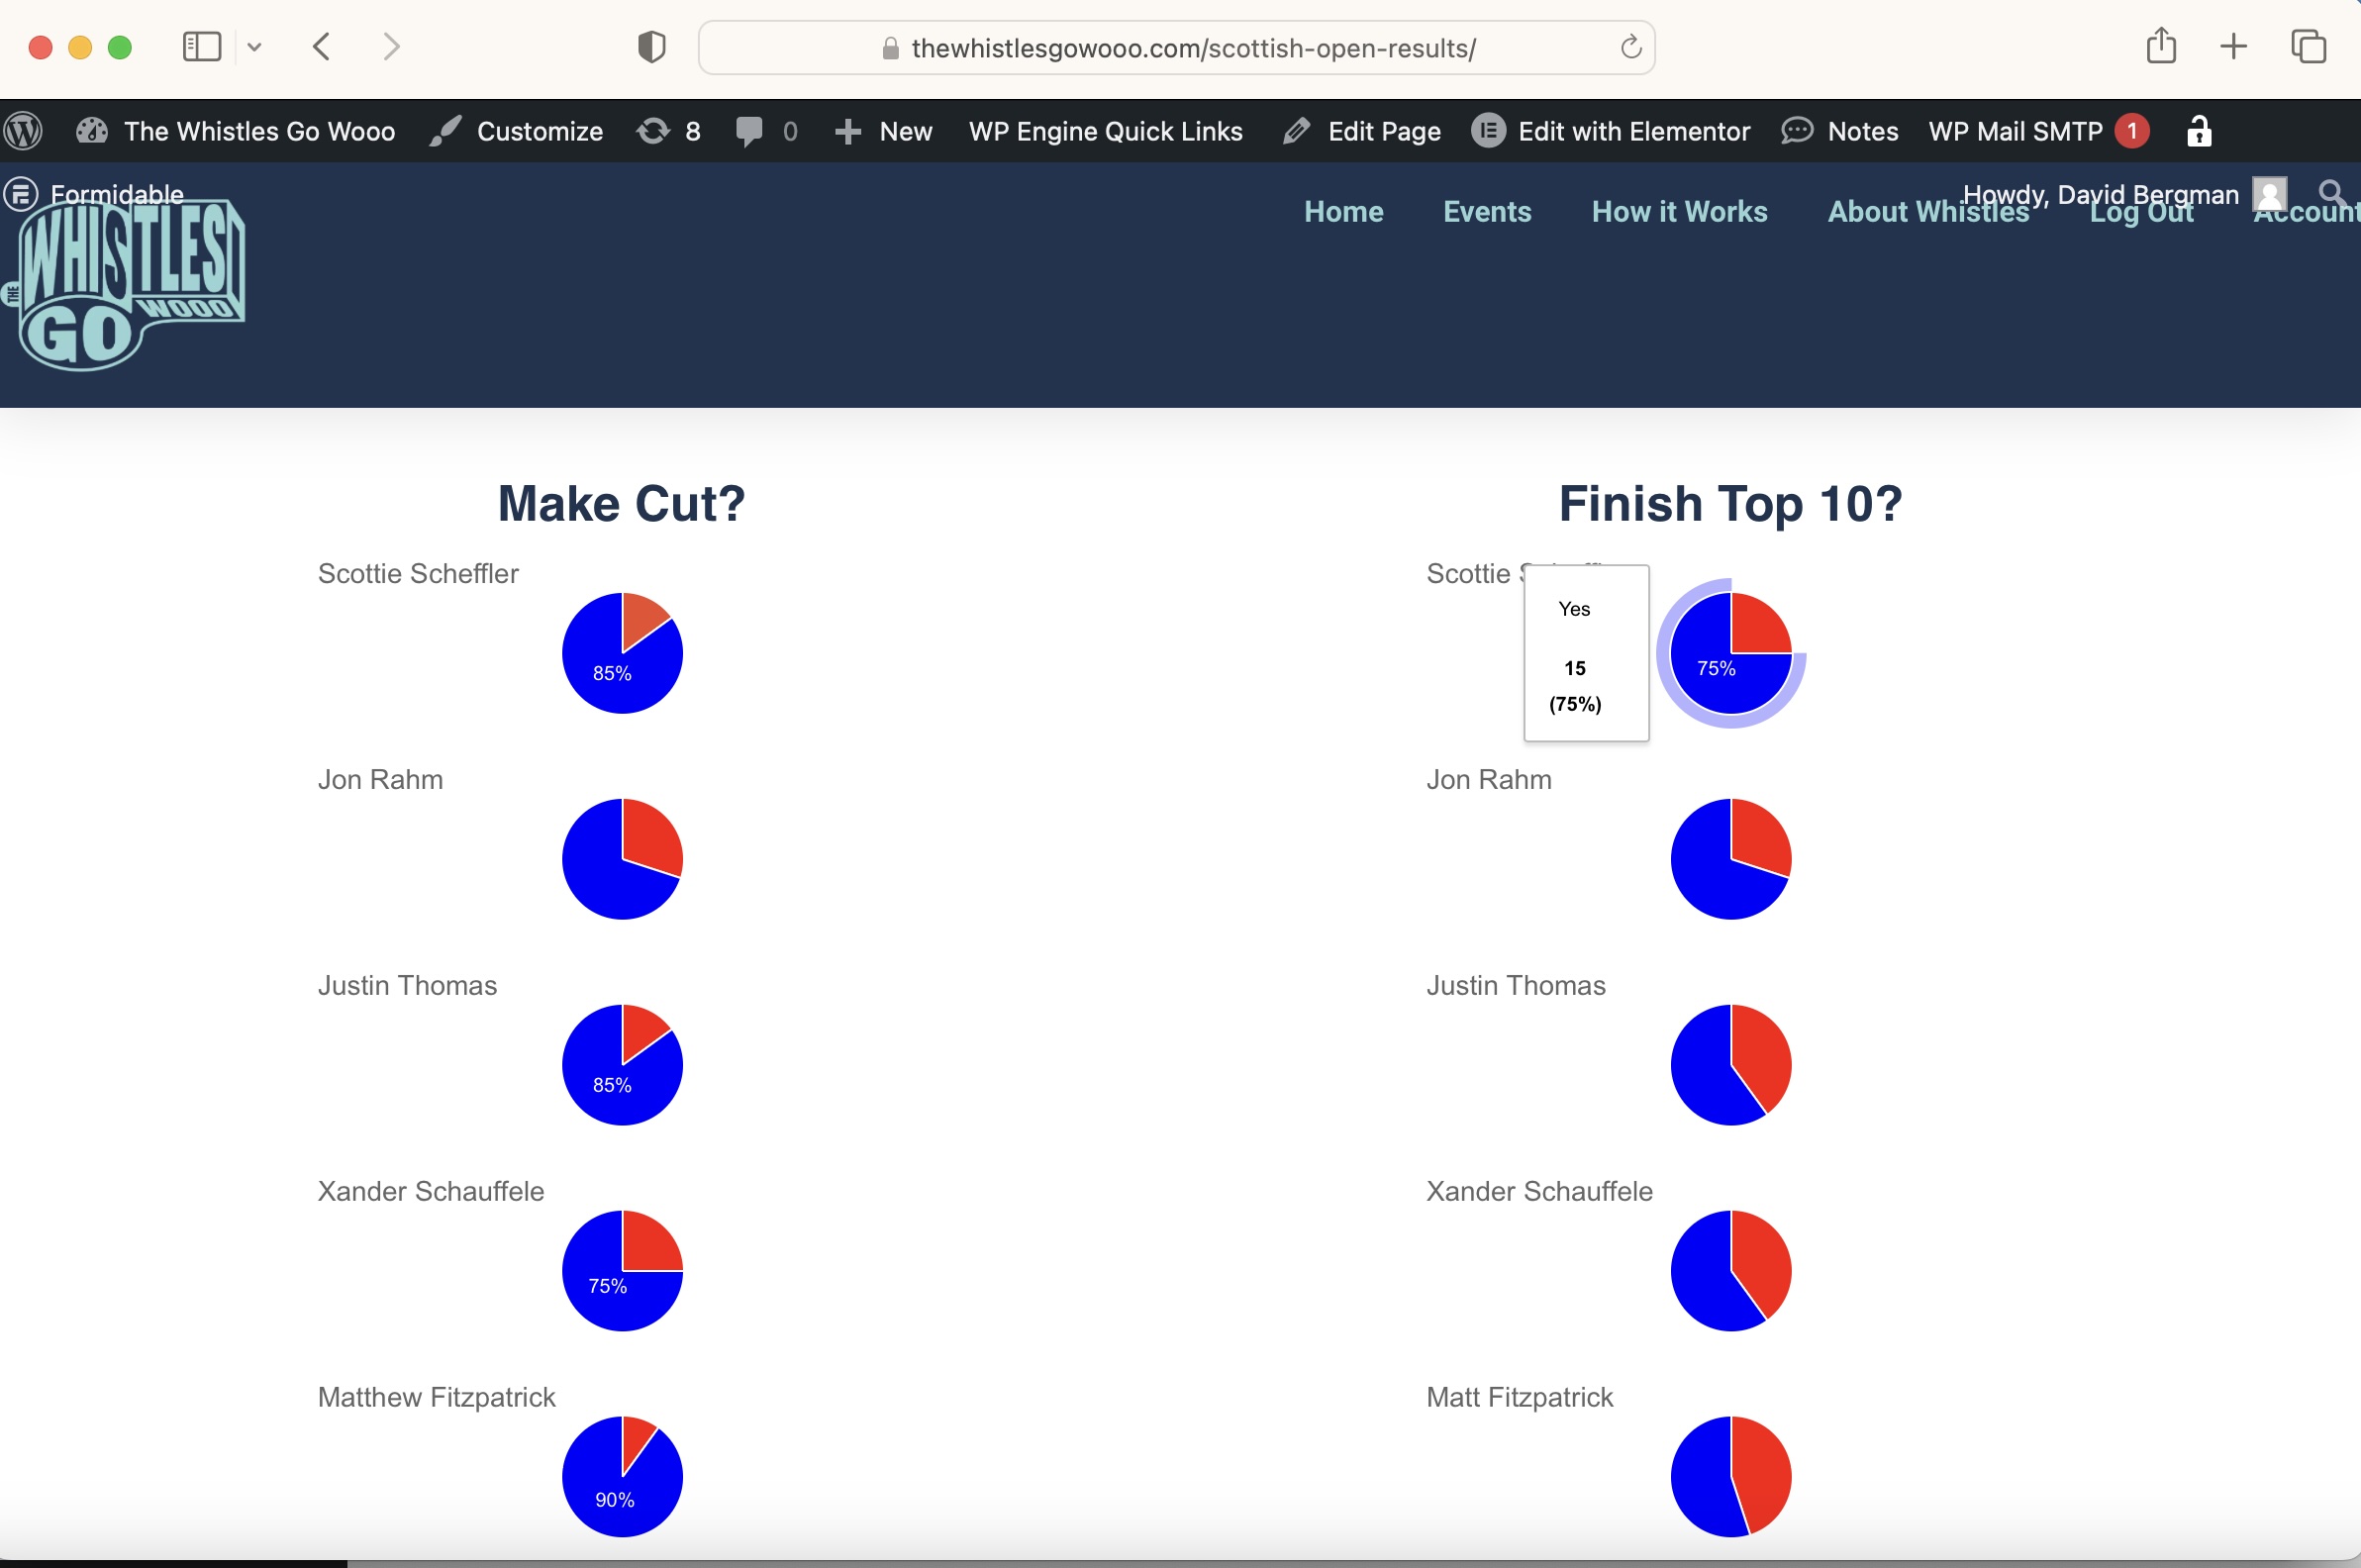 thewhistlesgowooo.com/scottish-open-results/
The Whistles Go Wooo Customize 8 0 New WP Engine Quick Links Edit Page Edit with Elementor Notes WP Mail SMTP 1
Formidable Howdy, David Bergman
Home Events How it Works About Whistles Log Out Account
THE WHISTLES GO WOOO
Make Cut?
Scottie Scheffler
85%
Jon Rahm
Justin Thomas
85%
Xander Schauffele
75%
Matthew Fitzpatrick
90%
Finish Top 10?
Scottie
Yes
15
(75%)
75%
Jon Rahm
Justin Thomas
Xander Schauffele
Matt Fitzpatrick